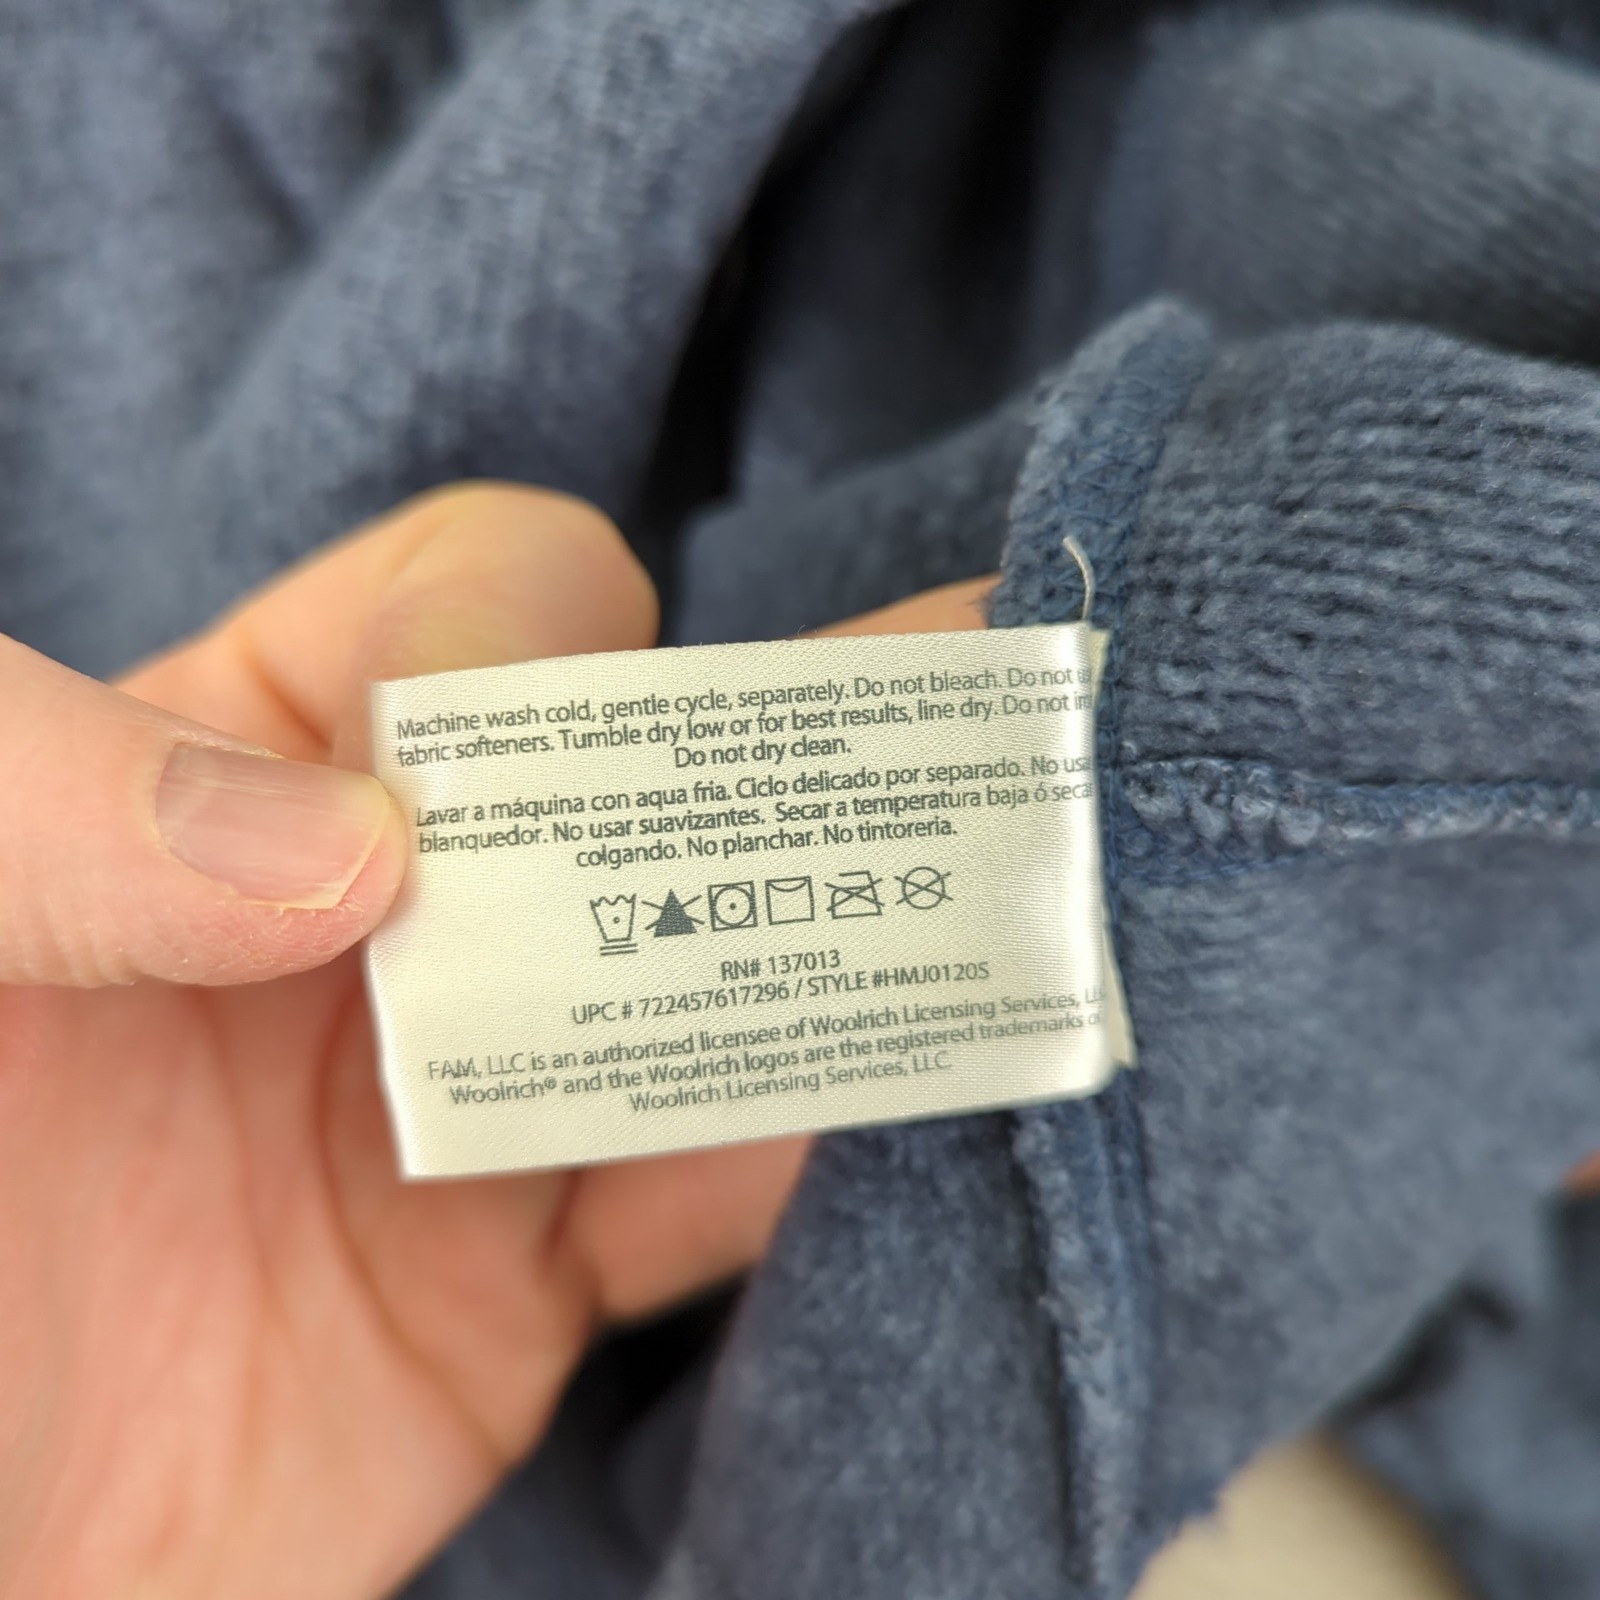 Machine wash cold, gentle cycle, separately. Do not bleach. Do not
fabric softeners. Tumble dry low or for best results, line dry. Do not
Do not dry clean.
Lavar a máquina con aqua fria. Ciclo delicado por separado. No
blanquedor. No usar suavizantes. Secar a temperatura baja ó
colgando. No planchar. No tintoreria.
RN# 137013
UPC # 722457617296 / STYLE #HMJ0120S
FAM, LLC is an authorized licensee of Woolrich Licensing Services,
Woolrich® and the Woolrich logos are the registered trademarks
Woolrich Licensing Services, LLC